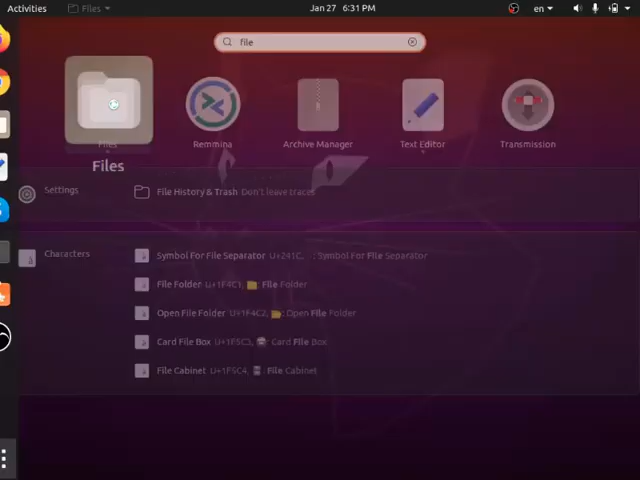 Activities Files Jan 27 6:31 PM en
file
Files Remmina Archive Manager Text Editor Transmission
Files
Settings File History & Trash Don't leave traces
Characters Symbol For File Separator U+241C, : Symbol For File Separator
File Folder U+1F4C1, : File Folder
Open File Folder U+1F4C2, : Open File Folder
Card File Box U+1F5C3, : Card File Box
File Cabinet U+1F5C4, : File Cabinet